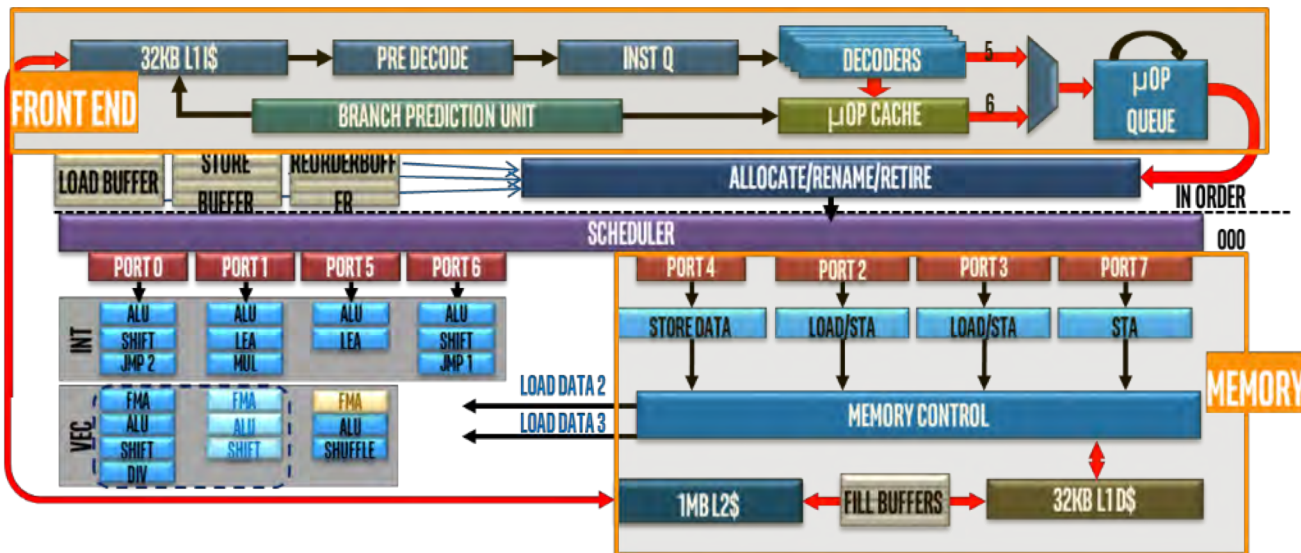 32KB L1 I$
PRE DECODE
INST Q
DECODERS
5
FRONT END
BRANCH PREDICTION UNIT
μOP CACHE
6
μOP
QUEUE
LOAD BUFFER
STORE
BUFFER
REORDERBUFF
ER
ALLOCATE/RENAME/RETIRE
IN ORDER
SCHEDULER
OOO
PORT 0
PORT 1
PORT 5
PORT 6
PORT 4
PORT 2
PORT 3
PORT 7
INT
ALU
SHIFT
JMP 2
ALU
LEA
MUL
ALU
LEA
ALU
SHIFT
JMP 1
STORE DATA
LOAD/STA
LOAD/STA
STA
VEC
FMA
ALU
SHIFT
DIV
FMA
ALU
SHIFT
FMA
ALU
SHUFFLE
LOAD DATA 2
LOAD DATA 3
MEMORY CONTROL
MEMORY
1MB L2$
FILL BUFFERS
32KB L1 D$